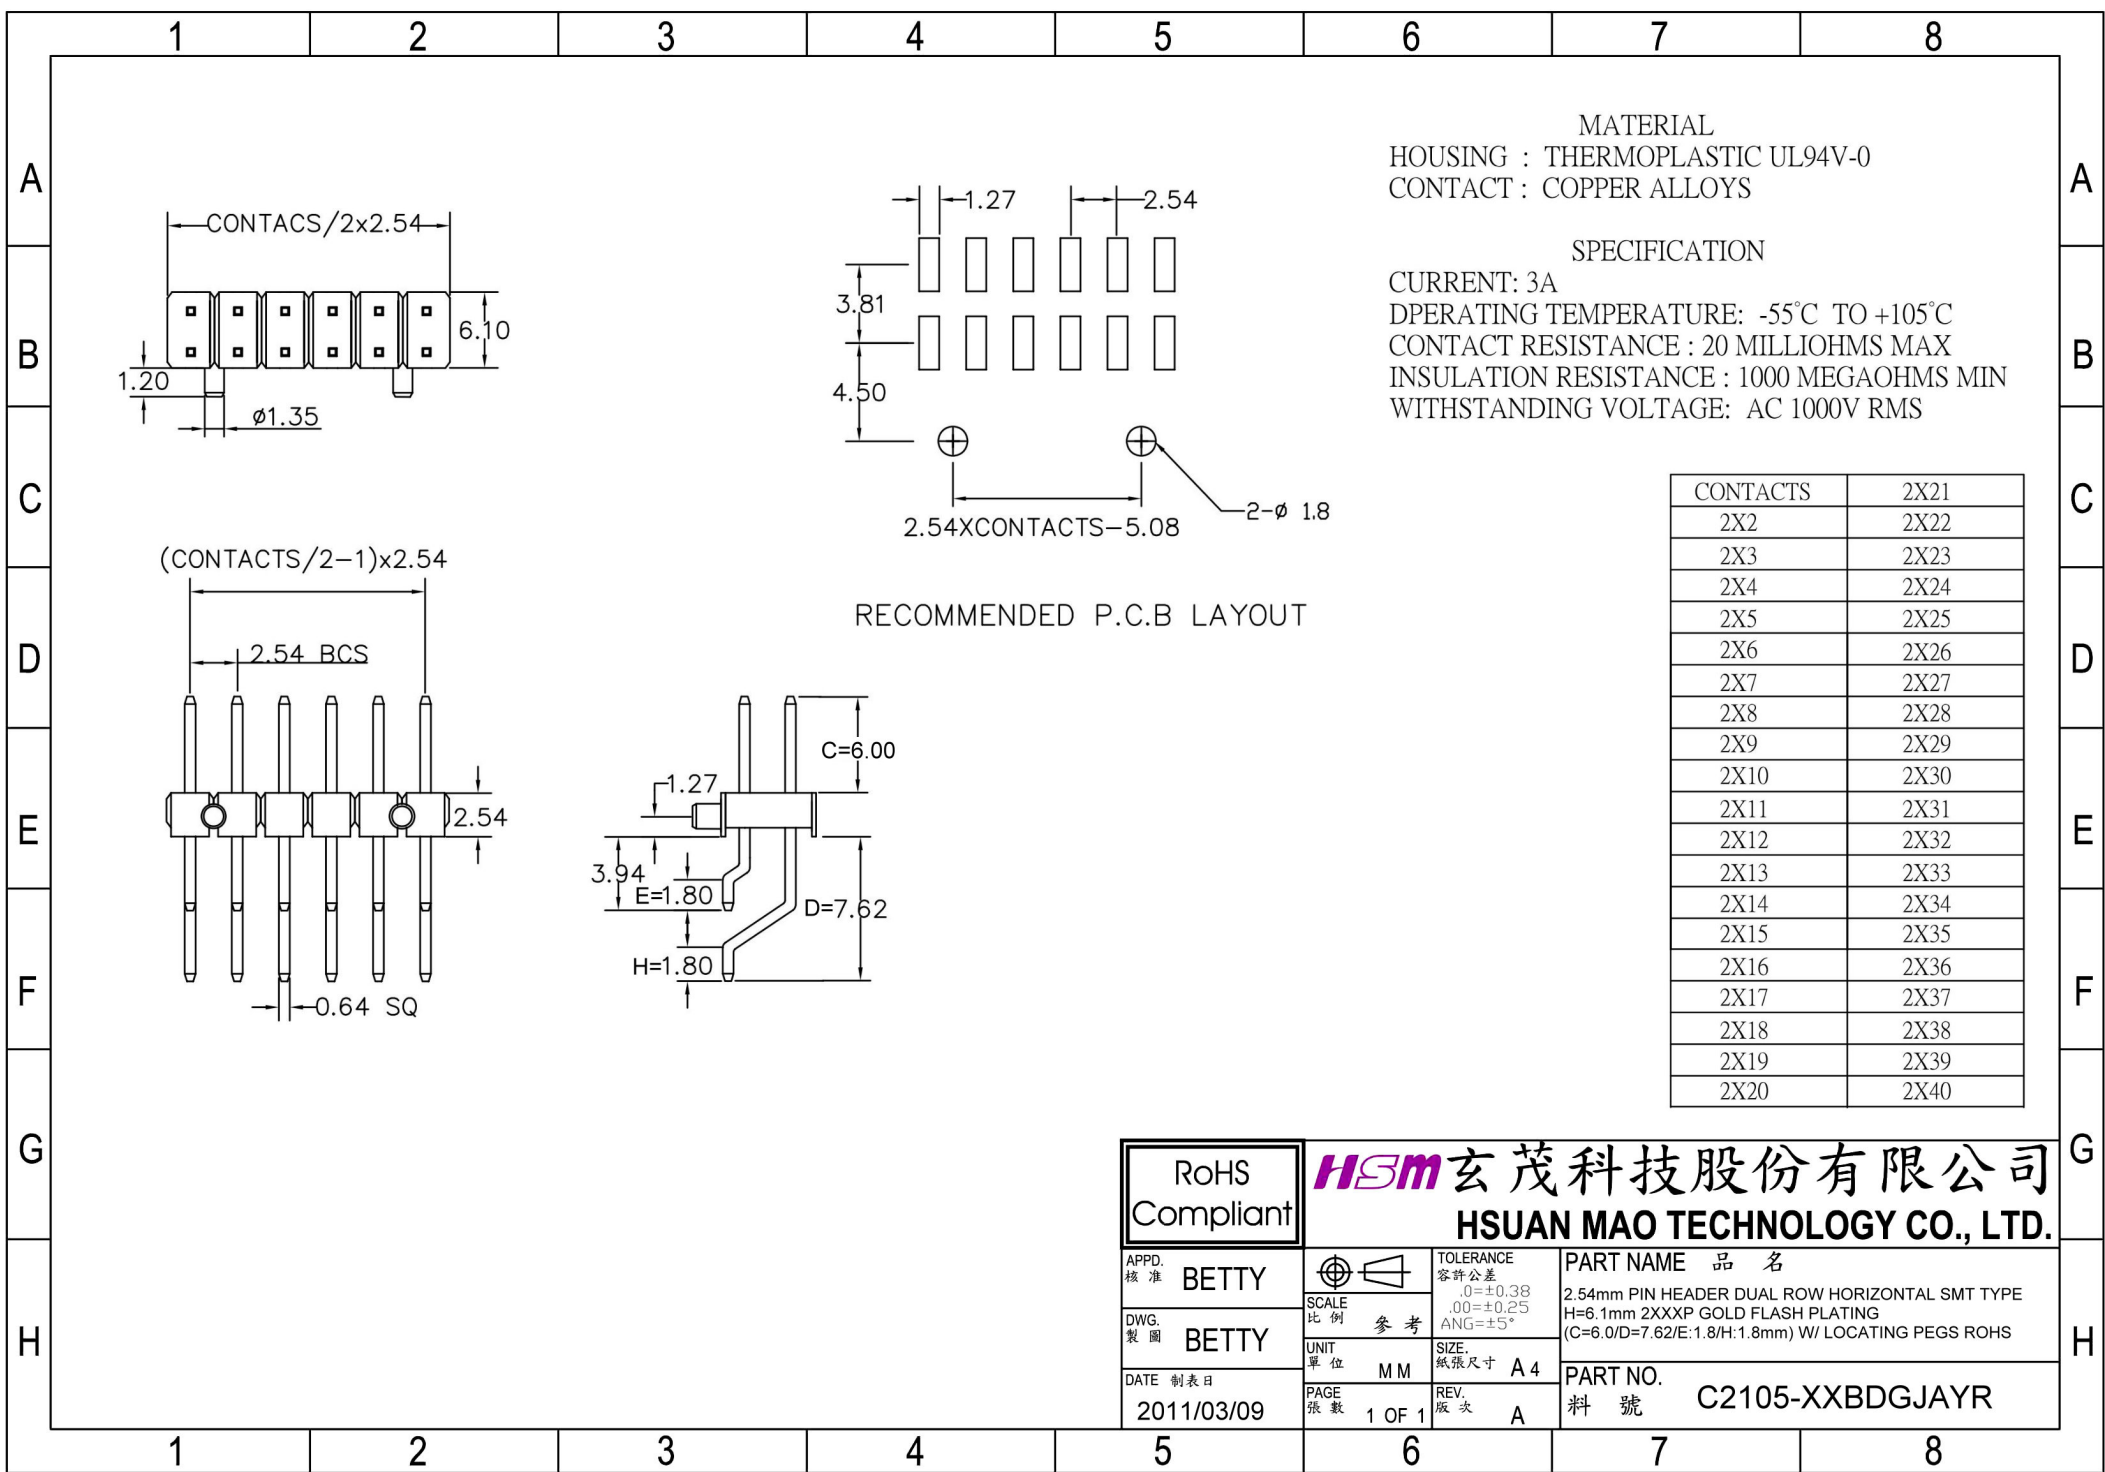 1 2 3 4 5 6 7 8
A
B
C
D
E
F
G
H
A
B
C
D
E
F
G
H
CONTACS/2x2.54
6.10
1.20
ø1.35
1.27
2.54
3.81
4.50
2.54XCONTACTS-5.08
2-ø 1.8
RECOMMENDED P.C.B LAYOUT
(CONTACTS/2-1)x2.54
2.54 BCS
2.54
0.64 SQ
C=6.00
1.27
3.94
E=1.80
D=7.62
H=1.80
MATERIAL
HOUSING : THERMOPLASTIC UL94V-0
CONTACT : COPPER ALLOYS
SPECIFICATION
CURRENT: 3A
DPERATING TEMPERATURE: -55°C TO +105°C
CONTACT RESISTANCE : 20 MILLIOHMS MAX
INSULATION RESISTANCE : 1000 MEGAOHMS MIN
WITHSTANDING VOLTAGE: AC 1000V RMS
CONTACTS 2X21
2X2 2X22
2X3 2X23
2X4 2X24
2X5 2X25
2X6 2X26
2X7 2X27
2X8 2X28
2X9 2X29
2X10 2X30
2X11 2X31
2X12 2X32
2X13 2X33
2X14 2X34
2X15 2X35
2X16 2X36
2X17 2X37
2X18 2X38
2X19 2X39
2X20 2X40
RoHS
Compliant
HSM 玄茂科技股份有限公司
HSUAN MAO TECHNOLOGY CO., LTD.
APPD.
核 准 BETTY
DWG.
製 圖 BETTY
DATE 制表日
2011/03/09
SCALE
比 例 參 考
UNIT
單 位 MM
PAGE
張 數 1 OF 1
TOLERANCE
容許公差
.0=±0.38
.00=±0.25
ANG=±5°
SIZE.
紙張尺寸 A4
REV.
版 次 A
PART NAME 品 名
2.54mm PIN HEADER DUAL ROW HORIZONTAL SMT TYPE
H=6.1mm 2XXXP GOLD FLASH PLATING
(C=6.0/D=7.62/E:1.8/H:1.8mm) W/ LOCATING PEGS ROHS
PART NO.
料 號 C2105-XXBDGJAYR
1 2 3 4 5 6 7 8